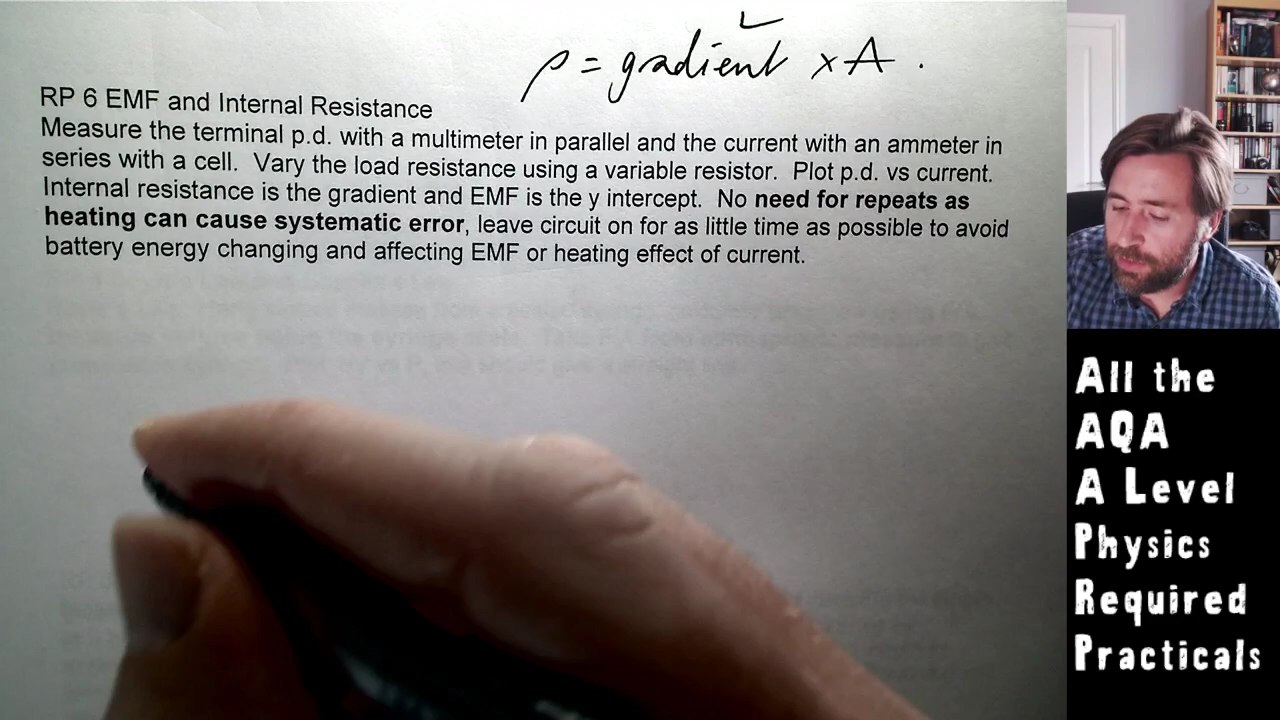 ρ = gradient x A .
L
RP 6 EMF and Internal Resistance
Measure the terminal p.d. with a multimeter in parallel and the current with an ammeter in
series with a cell. Vary the load resistance using a variable resistor. Plot p.d. vs current.
Internal resistance is the gradient and EMF is the y intercept. No need for repeats as
heating can cause systematic error, leave circuit on for as little time as possible to avoid
battery energy changing and affecting EMF or heating effect of current.
All the
AQA
A Level
Physics
Required
Practicals